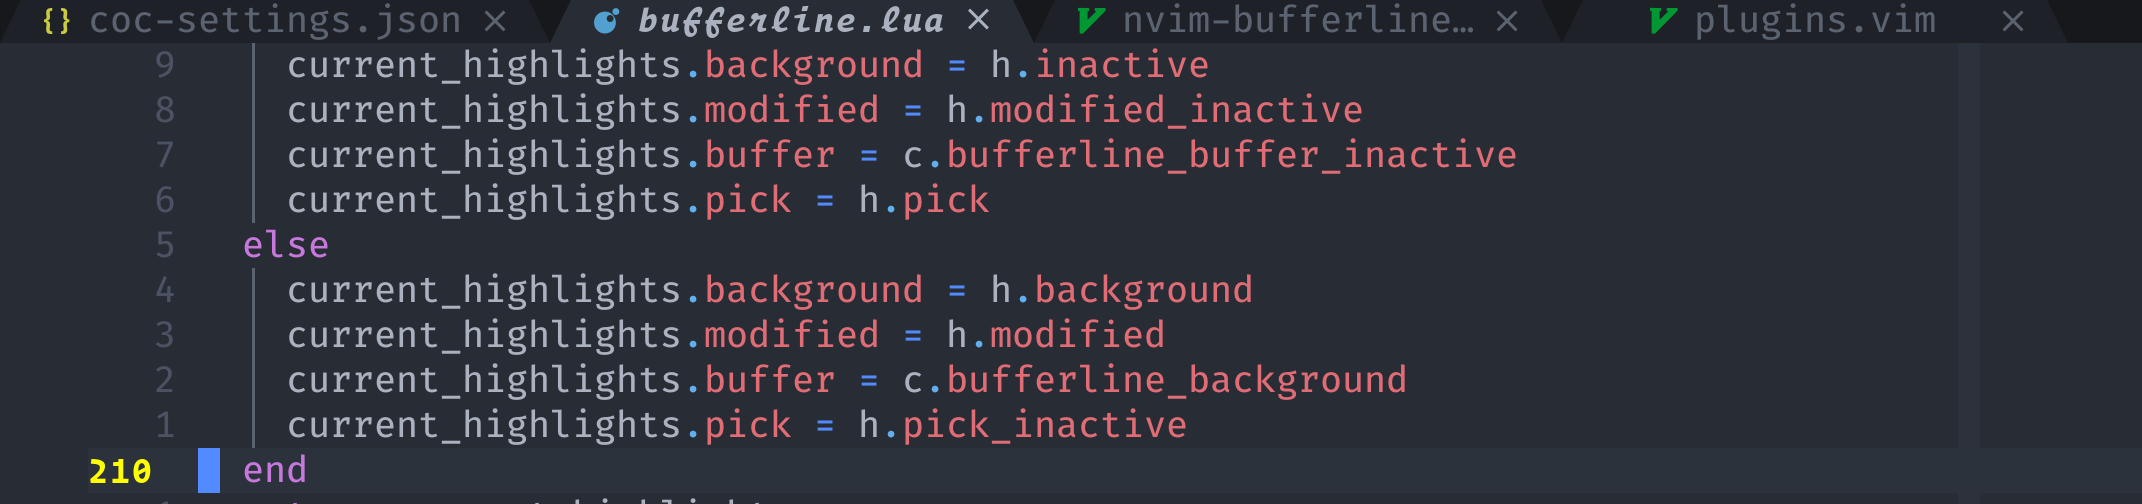 {} coc-settings.json × bufferline.lua × nvim-bufferline… × plugins.vim ×
9 current_highlights.background = h.inactive
8 current_highlights.modified = h.modified_inactive
7 current_highlights.buffer = c.bufferline_buffer_inactive
6 current_highlights.pick = h.pick
5 else
4 current_highlights.background = h.background
3 current_highlights.modified = h.modified
2 current_highlights.buffer = c.bufferline_background
1 current_highlights.pick = h.pick_inactive
210 end